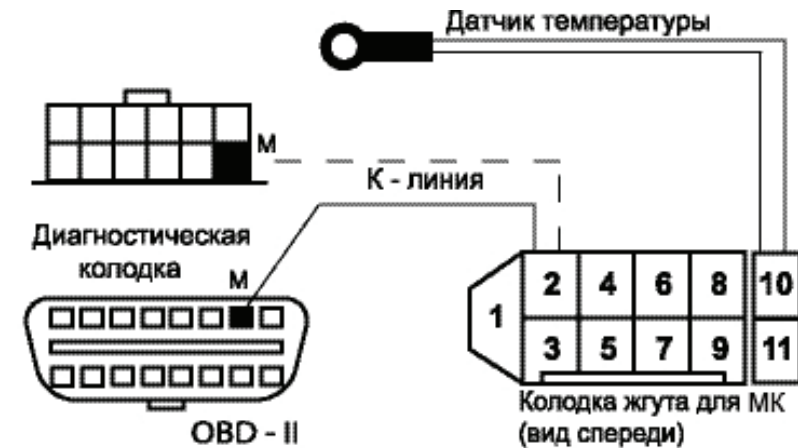 Датчик температуры
М
К - линия
Диагностическая
колодка
М
OBD - II
2 4 6 8 10
1
3 5 7 9 11
Колодка жгута для МК
(вид спереди)